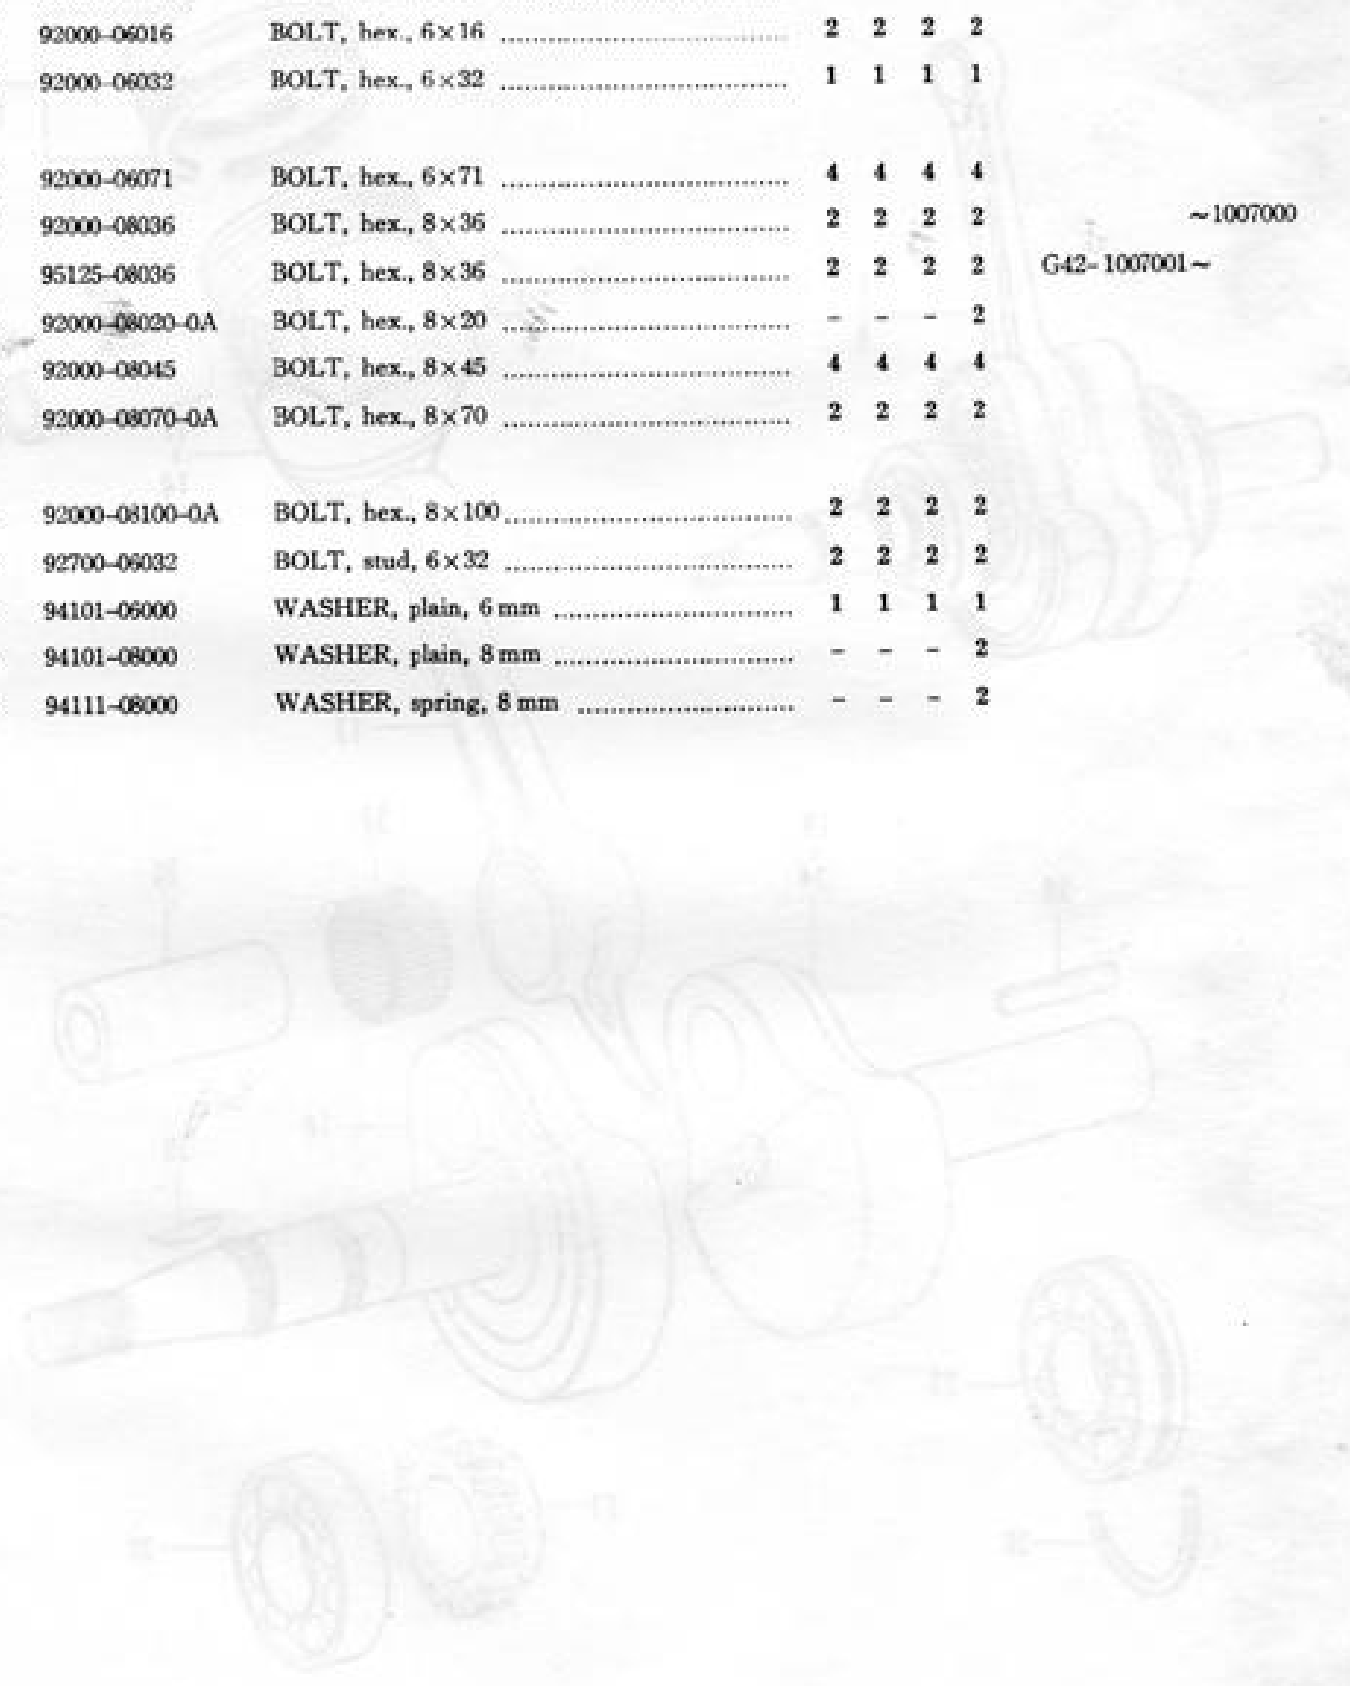 92000-06016 BOLT, hex., 6×16 ........ 2 2 2 2
92000-06032 BOLT, hex., 6×32 ........ 1 1 1 1
92000-06071 BOLT, hex., 6×71 ........ 4 4 4 4
92000-08036 BOLT, hex., 8×36 ........ 2 2 2 2 ~1007000
95125-08036 BOLT, hex., 8×36 ........ 2 2 2 2 G42-1007001~
92000-08020-0A BOLT, hex., 8×20 ........ - - - 2
92000-08045 BOLT, hex., 8×45 ........ 4 4 4 4
92000-08070-0A BOLT, hex., 8×70 ........ 2 2 2 2
92000-08100-0A BOLT, hex., 8×100 ........ 2 2 2 2
92700-06032 BOLT, stud, 6×32 ........ 2 2 2 2
94101-06000 WASHER, plain, 6 mm ........ 1 1 1 1
94101-08000 WASHER, plain, 8 mm ........ - - - 2
94111-08000 WASHER, spring, 8 mm ........ - - - 2